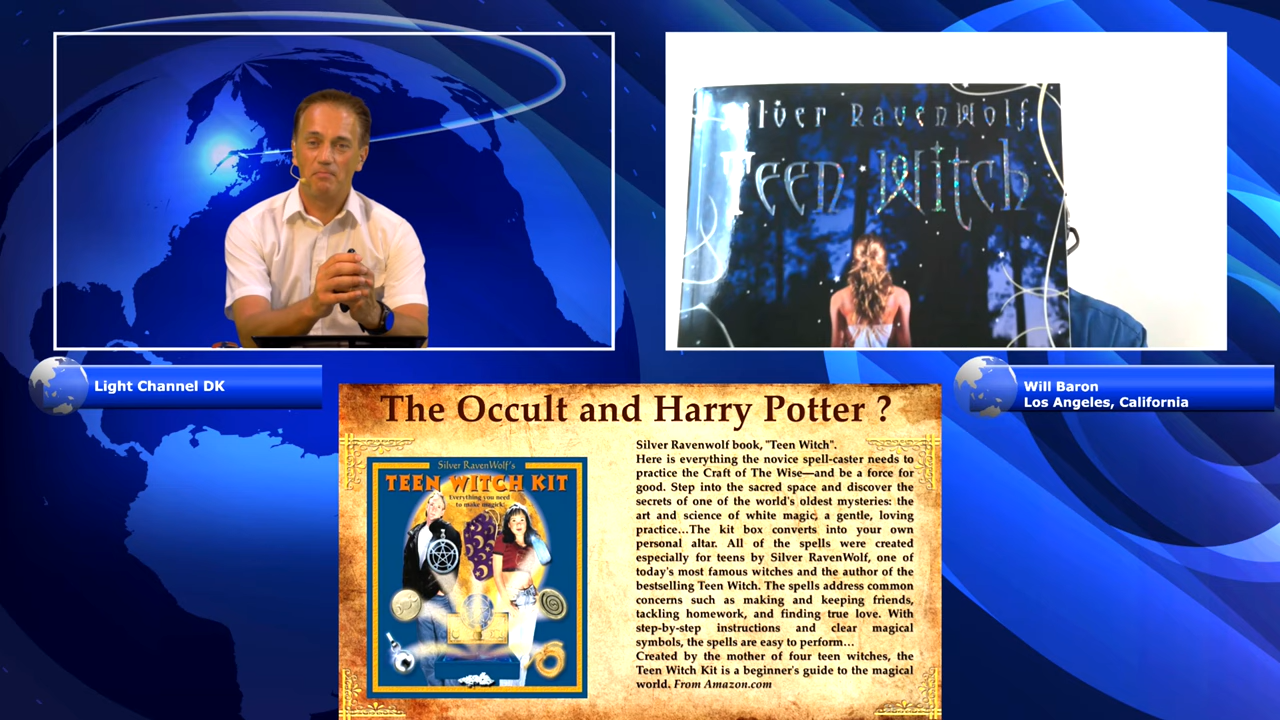 Silver RavenWolf
Teen Witch
Light Channel DK
Will Baron
Los Angeles, California
The Occult and Harry Potter ?
Silver RavenWolf's
TEEN WITCH KIT
Everything you need
to make magick!
Silver Ravenwolf book, "Teen Witch".
Here is everything the novice spell-caster needs to
practice the Craft of The Wise—and be a force for
good. Step into the sacred space and discover the
secrets of one of the world's oldest mysteries: the
art and science of white magic, a gentle, loving
practice…The kit box converts into your own
personal altar. All of the spells were created
especially for teens by Silver RavenWolf, one of
today's most famous witches and the author of the
bestselling Teen Witch. The spells address common
concerns such as making and keeping friends,
tackling homework, and finding true love. With
step-by-step instructions and clear magical
symbols, the spells are easy to perform…
Created by the mother of four teen witches, the
Teen Witch Kit is a beginner's guide to the magical
world. From Amazon.com